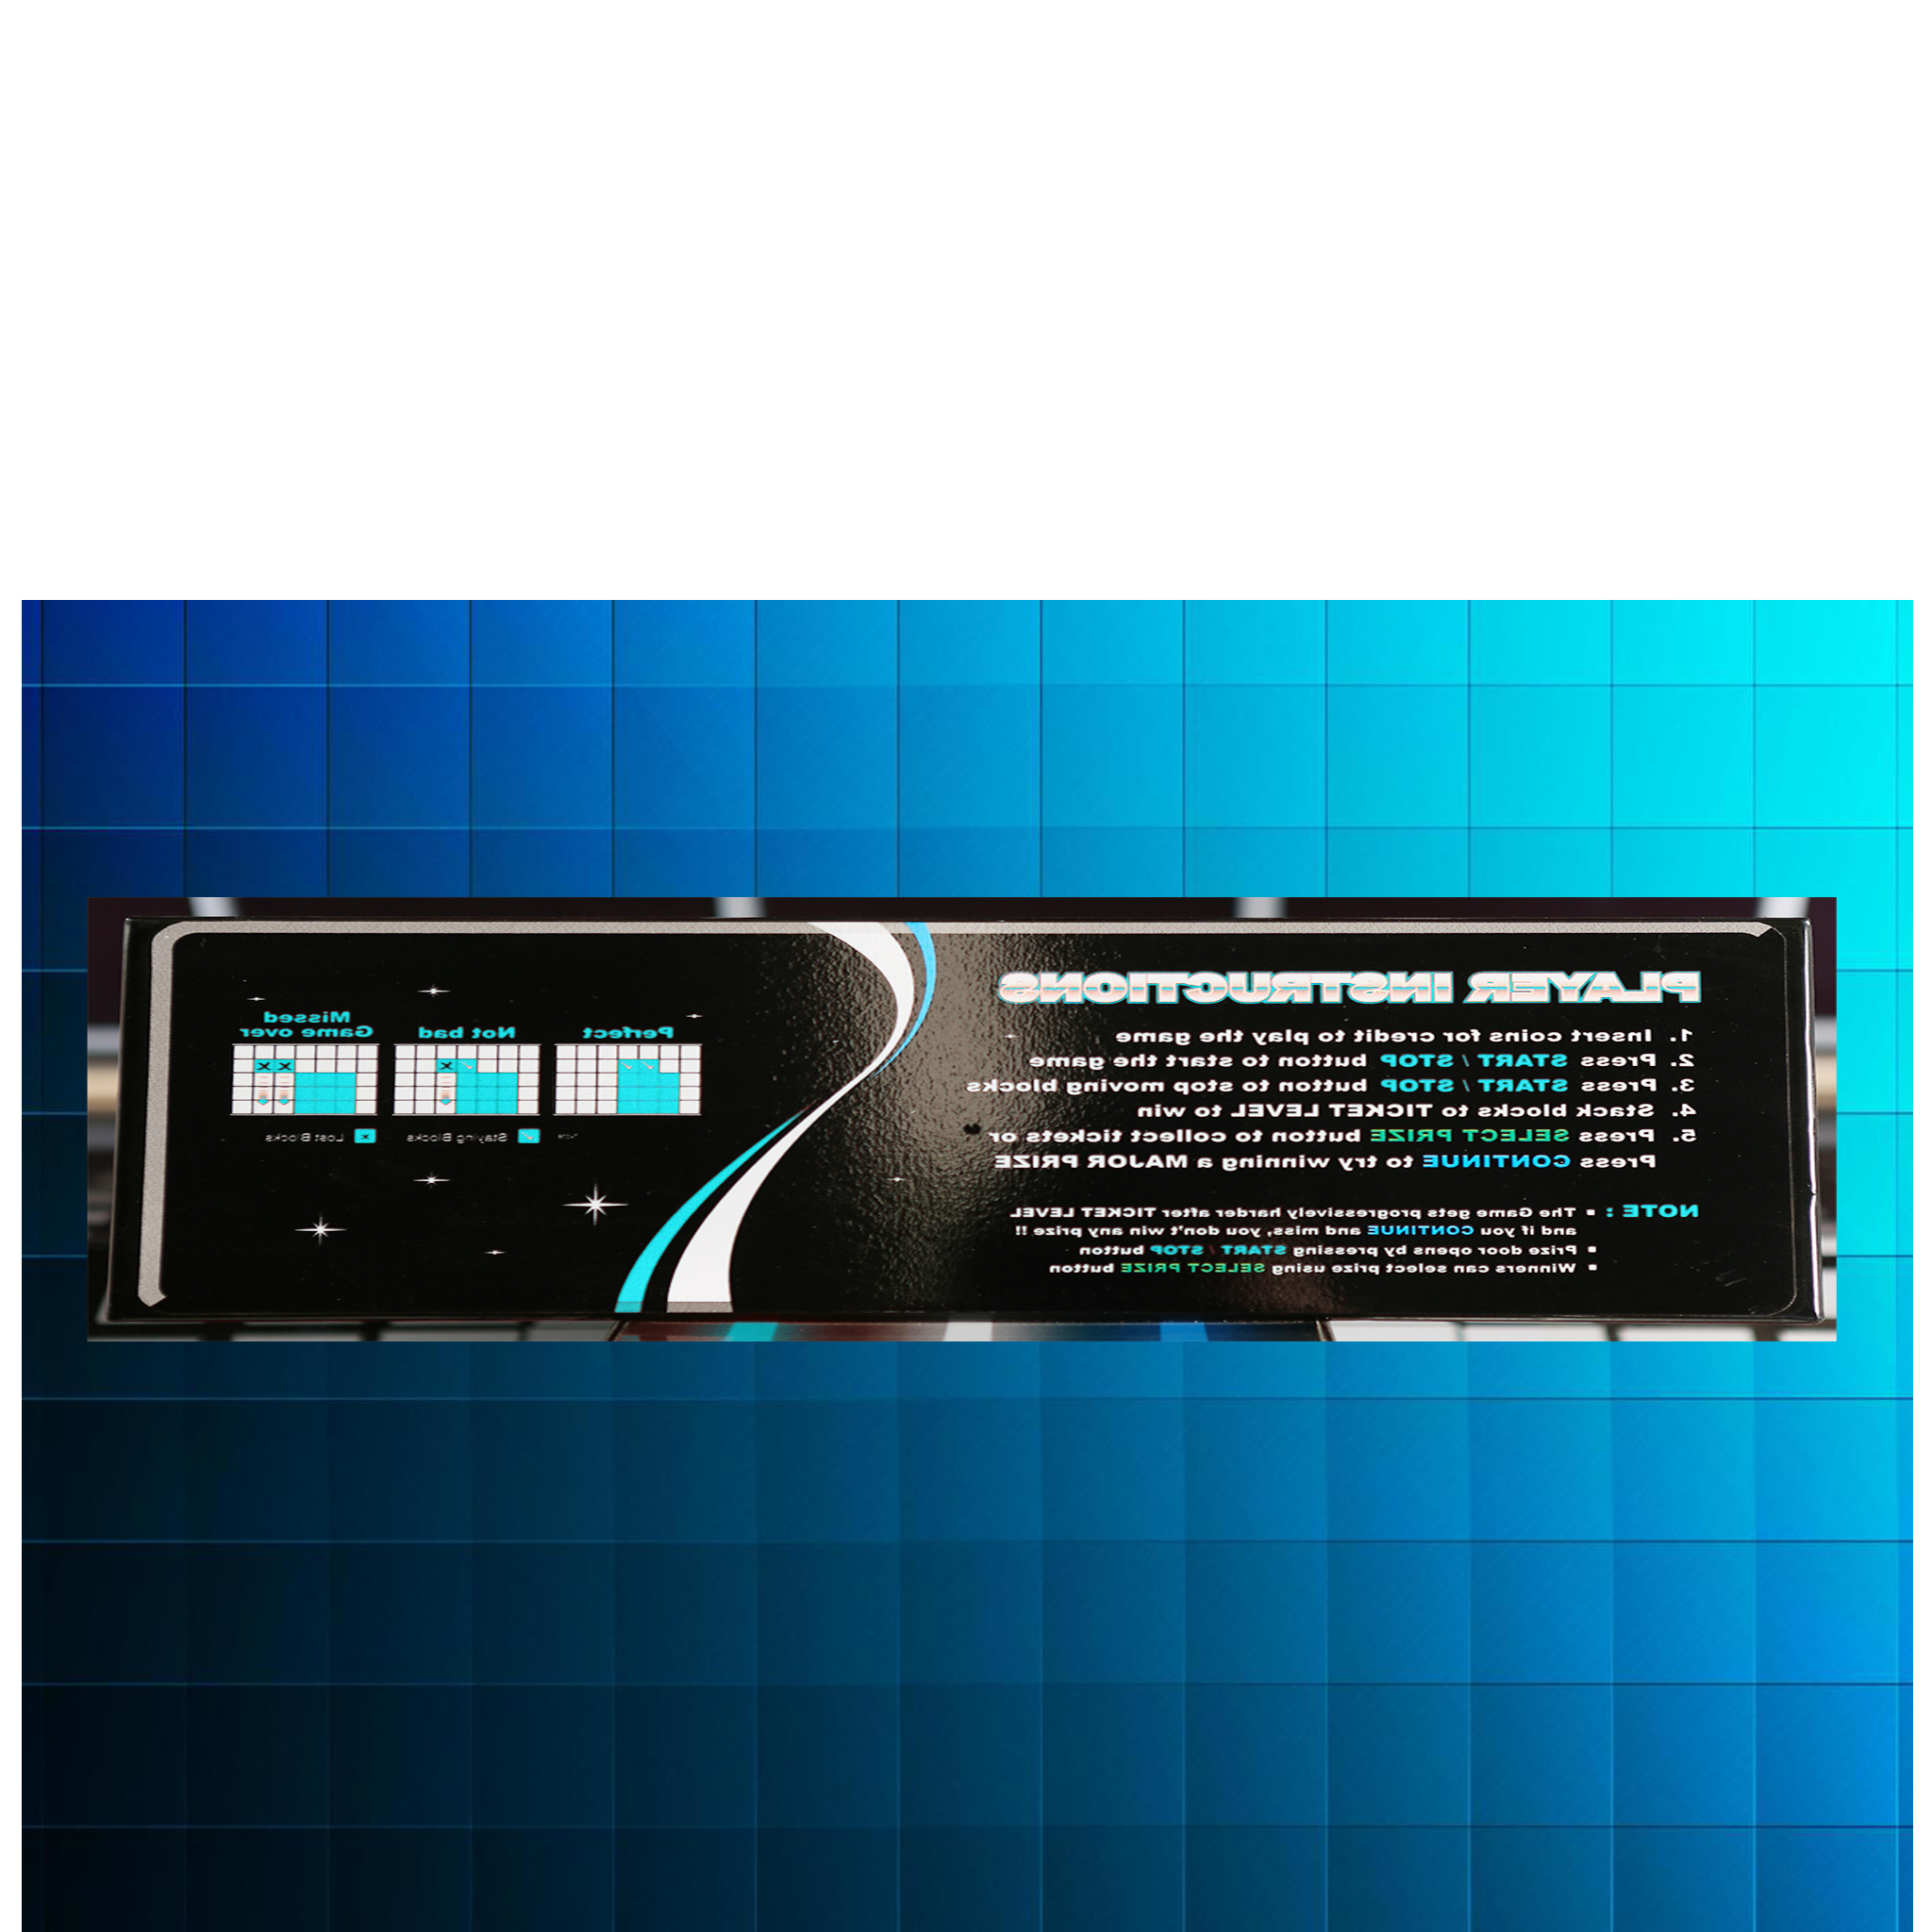 PLAYER INSTRUCTIONS
1. Insert coins for credit to play the game
2. Press START / STOP button to start the game
3. Press START / STOP button to stop moving blocks
4. Stack blocks to TICKET LEVEL to win
5. Press SELECT PRIZE button to collect tickets or
Press CONTINUE to try winning a MAJOR PRIZE
NOTE : ▪ The Game gets progressively harder after TICKET LEVEL
and if you CONTINUE and miss, you don't win any prize !!
▪ Prize door opens by pressing START / STOP button
▪ Winners can select prize using SELECT PRIZE button
Perfect
Not bad
Missed
Game over
Staying Blocks
x Lost Blocks